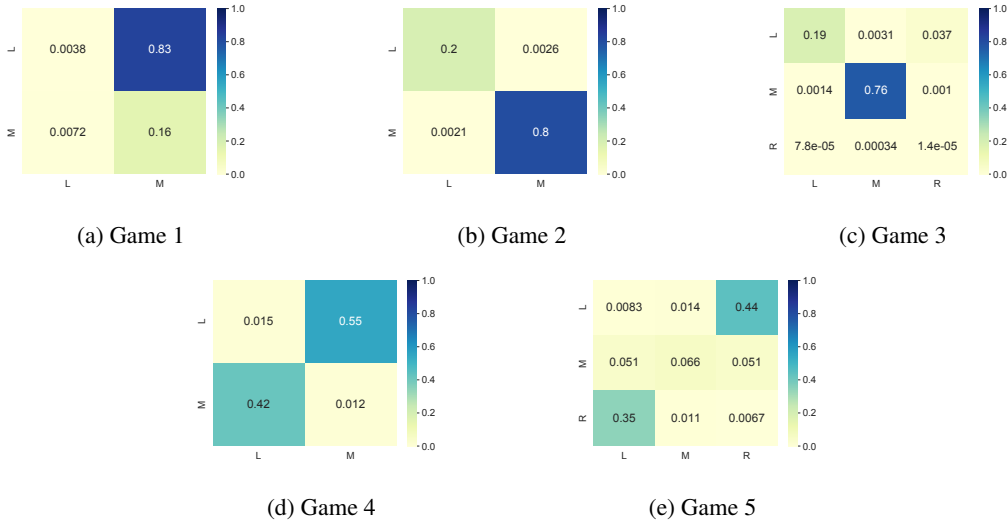 L 0.0038 0.83
M 0.0072 0.16
L M
1.0
0.8
0.6
0.4
0.2
0.0
(a) Game 1
L 0.2 0.0026
M 0.0021 0.8
L M
1.0
0.8
0.6
0.4
0.2
0.0
(b) Game 2
L 0.19 0.0031 0.037
M 0.0014 0.76 0.001
R 7.8e-05 0.00034 1.4e-05
L M R
1.0
0.8
0.6
0.4
0.2
0.0
(c) Game 3
L 0.015 0.55
M 0.42 0.012
L M
1.0
0.8
0.6
0.4
0.2
0.0
(d) Game 4
L 0.0083 0.014 0.44
M 0.051 0.066 0.051
R 0.35 0.011 0.0067
L M R
1.0
0.8
0.6
0.4
0.2
0.0
(e) Game 5